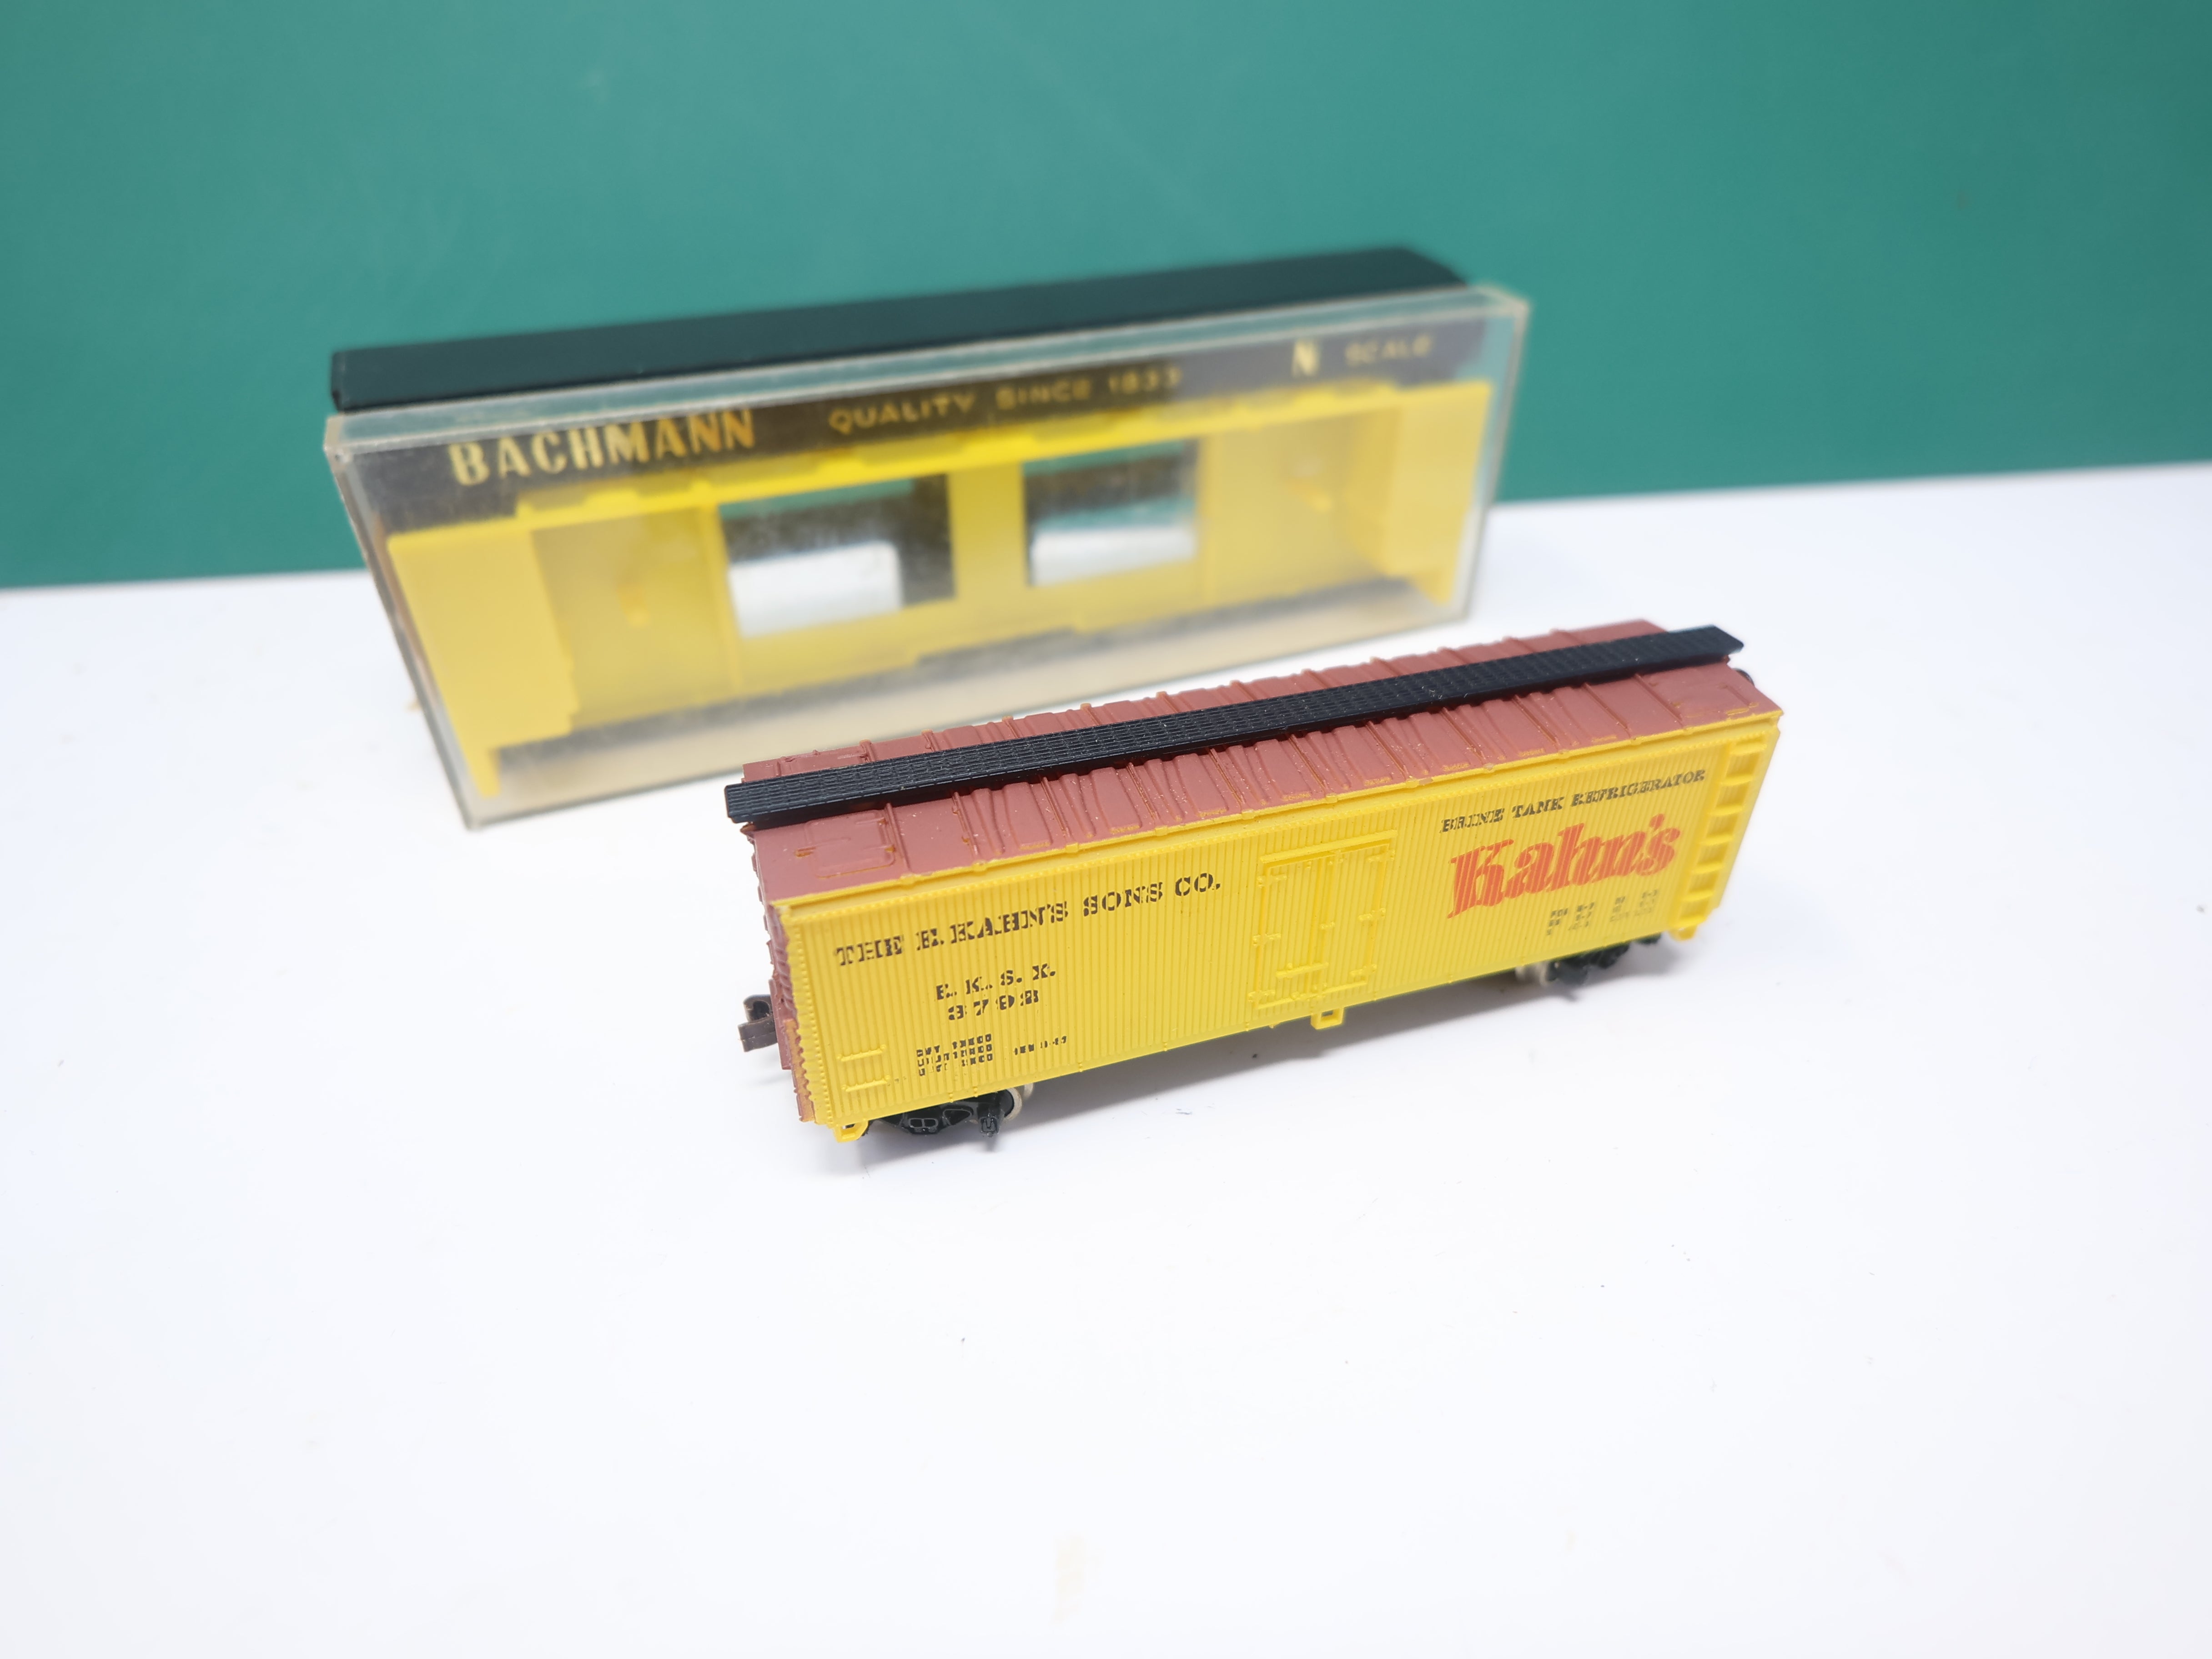 BACHMANN QUALITY SINCE 1833 N SCALE
THE E. KAHN'S SONS CO.
E. K. S. X.
3798
BRINE TANK REFRIGERATOR
Kahn's